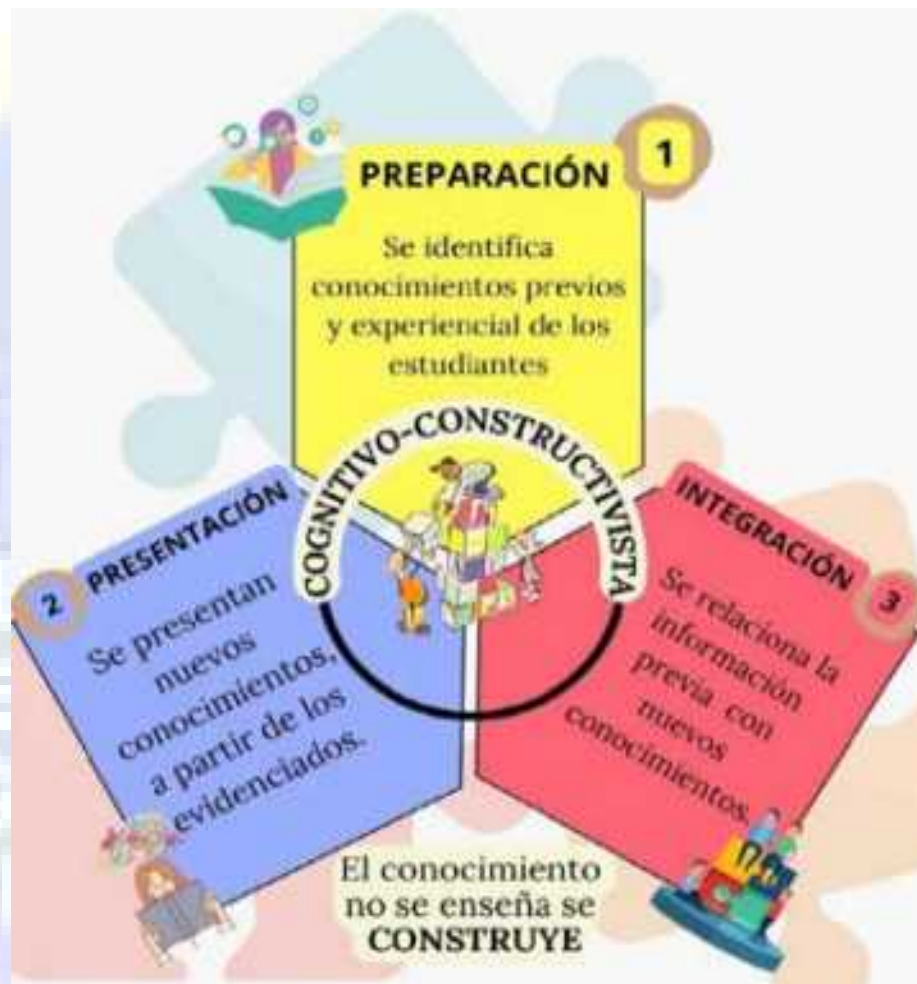 PREPARACIÓN
1
Se identifica
conocimientos previos
y experiencial de los
estudiantes
COGNITIVO-CONSTRUCTIVISTA
2
PRESENTACIÓN
Se presentan
nuevos
conocimientos,
a partir de los
evidenciados.
INTEGRACIÓN
3
Se relaciona la
información
previa con
nuevos
conocimientos.
El conocimiento
no se enseña se
CONSTRUYE